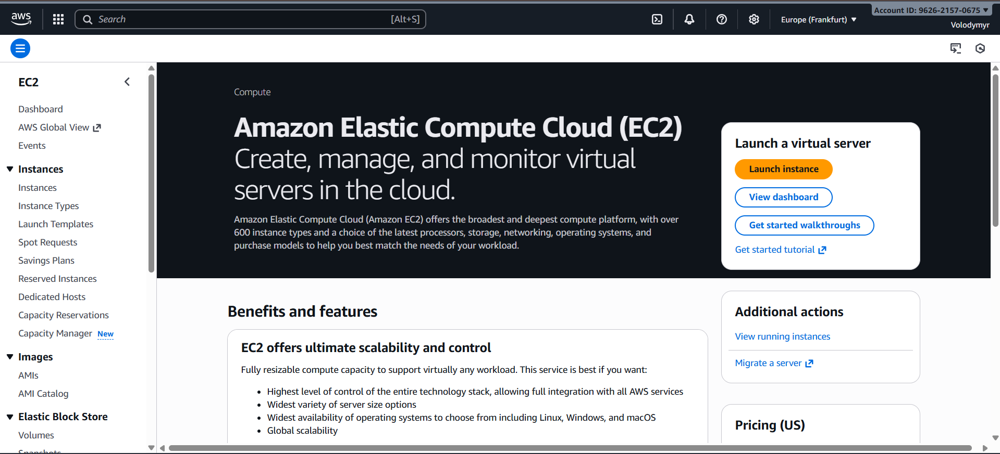 aws
Search
[Alt+S]
Europe (Frankfurt)
Account ID: 9626-2157-0675
Volodymyr
EC2
Dashboard
AWS Global View
Events
Instances
Instances
Instance Types
Launch Templates
Spot Requests
Savings Plans
Reserved Instances
Dedicated Hosts
Capacity Reservations
Capacity Manager New
Images
AMIs
AMI Catalog
Elastic Block Store
Volumes
Snapshots
Compute
Amazon Elastic Compute Cloud (EC2)
Create, manage, and monitor virtual
servers in the cloud.
Amazon Elastic Compute Cloud (Amazon EC2) offers the broadest and deepest compute platform, with over
600 instance types and a choice of the latest processors, storage, networking, operating systems, and
purchase models to help you best match the needs of your workload.
Launch a virtual server
Launch instance
View dashboard
Get started walkthroughs
Get started tutorial
Benefits and features
EC2 offers ultimate scalability and control
Fully resizable compute capacity to support virtually any workload. This service is best if you want:
• Highest level of control of the entire technology stack, allowing full integration with all AWS services
• Widest variety of server size options
• Widest availability of operating systems to choose from including Linux, Windows, and macOS
• Global scalability
Additional actions
View running instances
Migrate a server
Pricing (US)